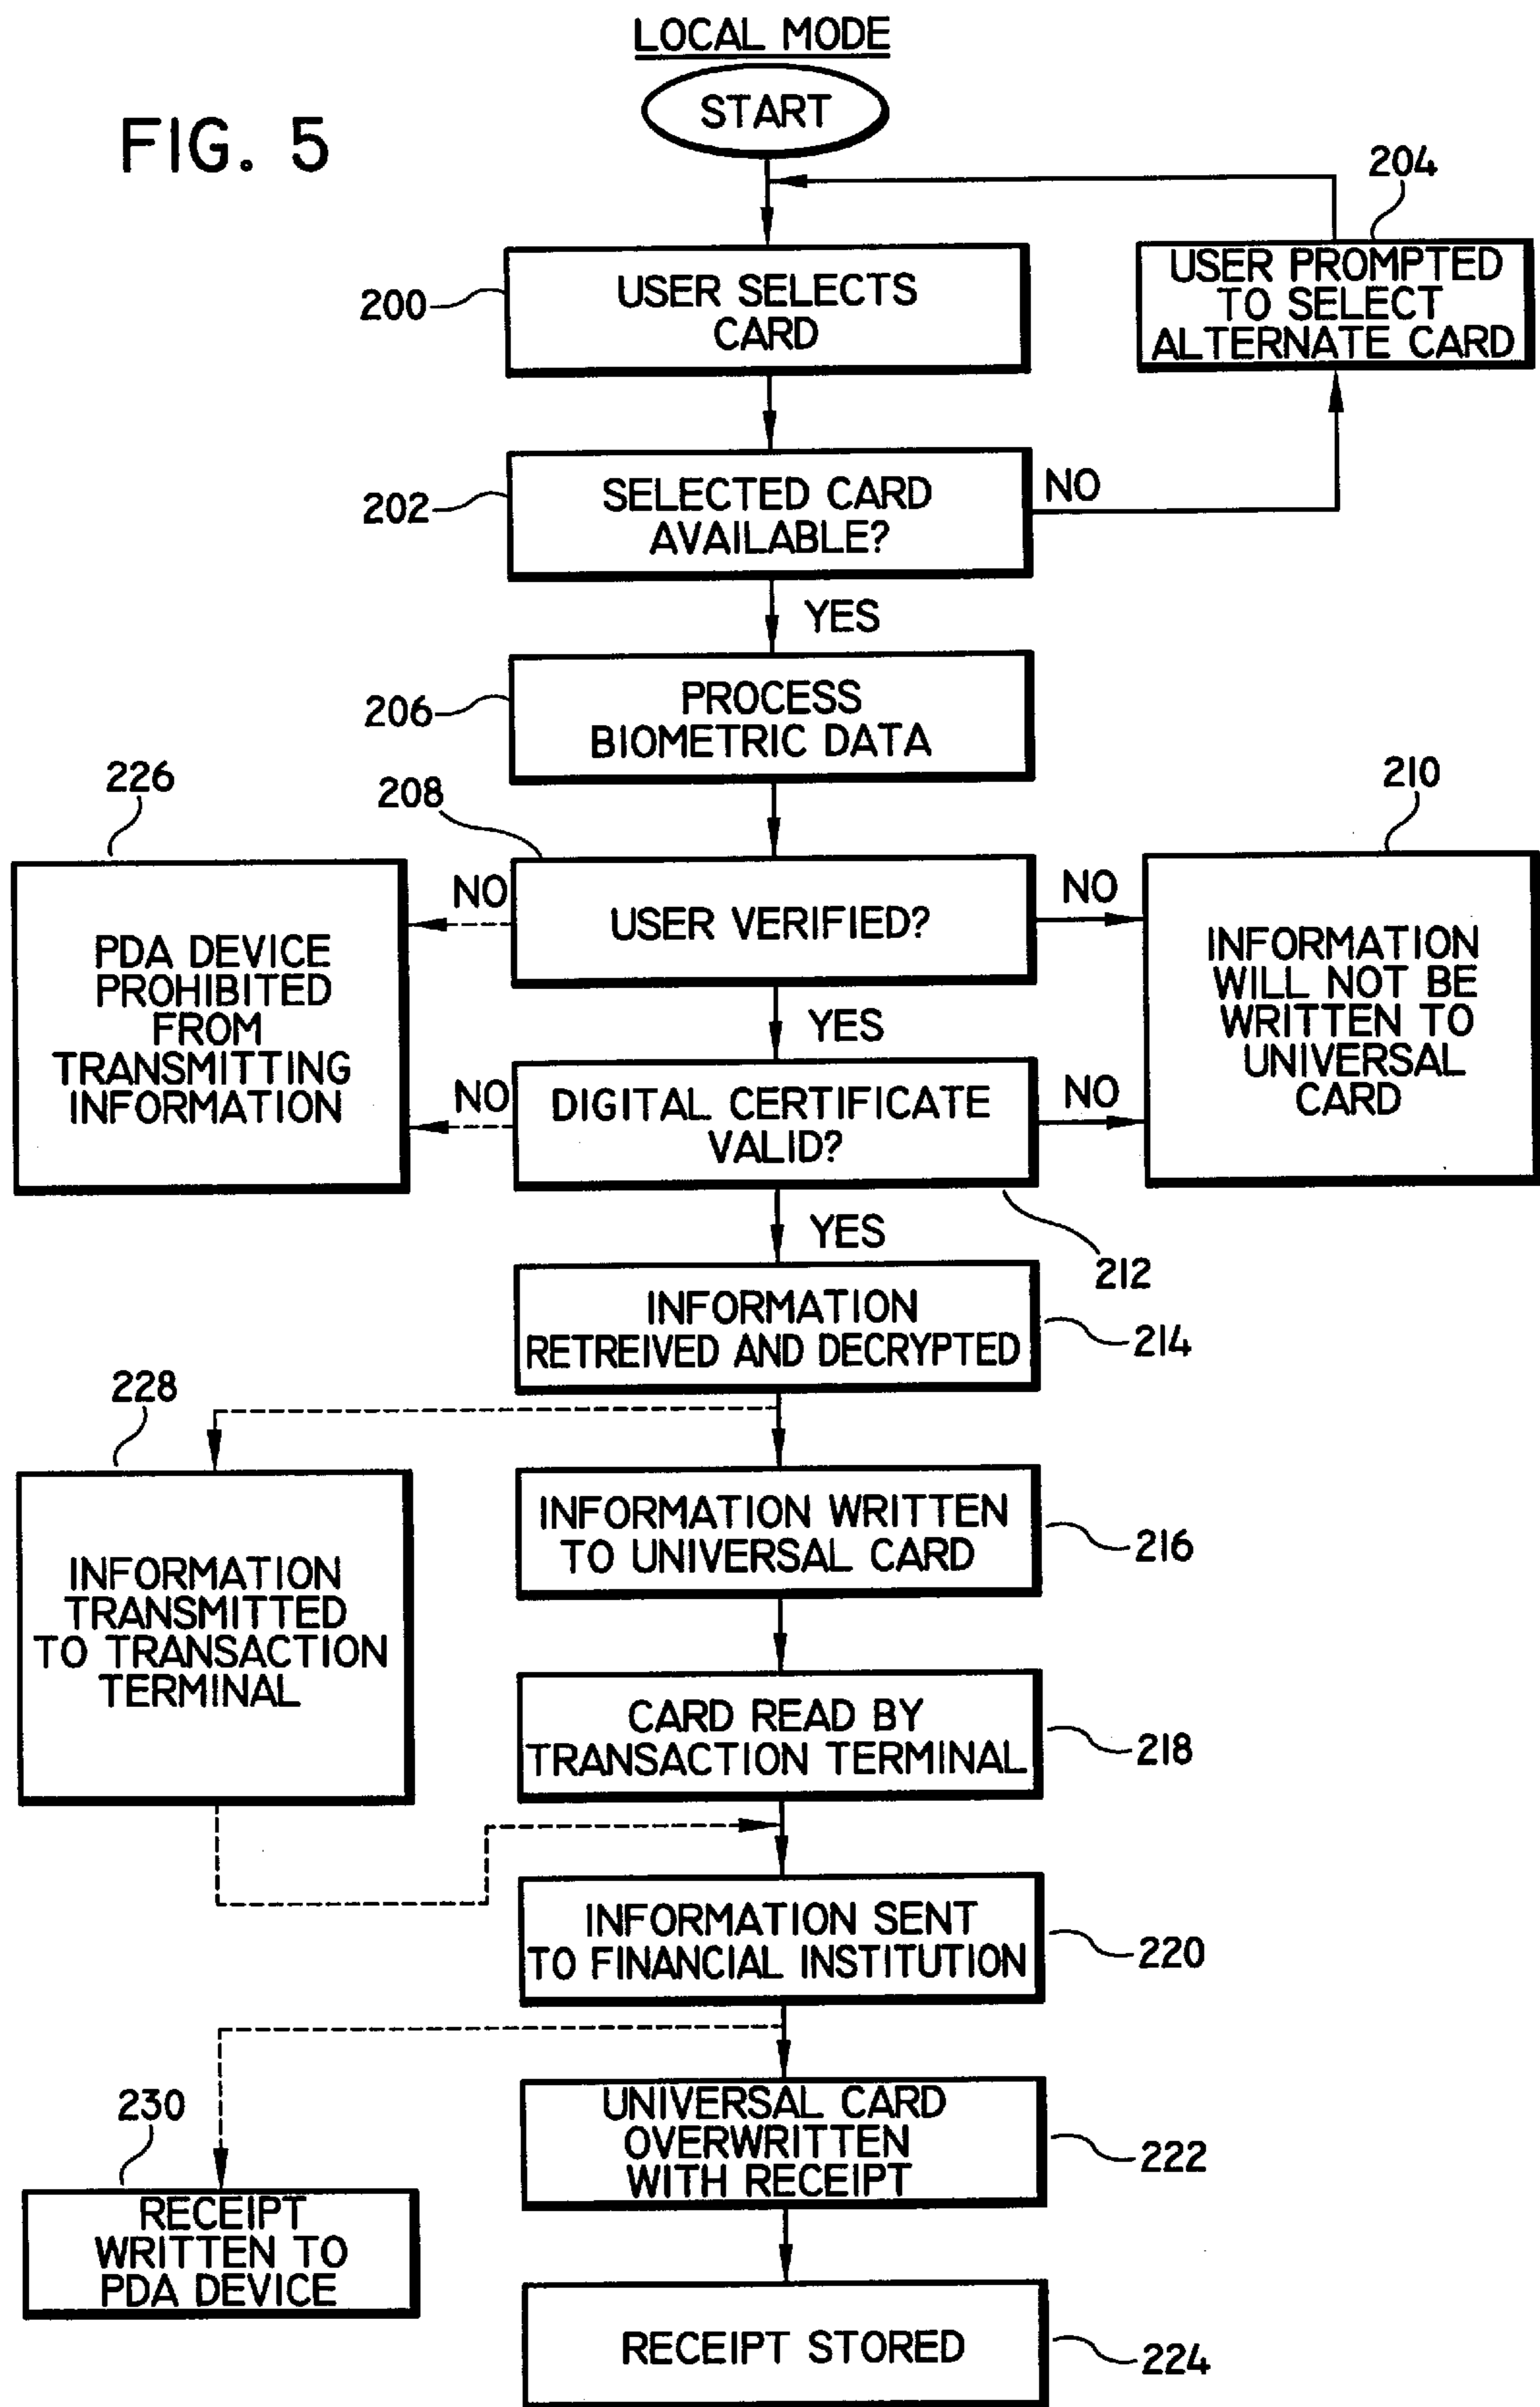 LOCAL MODE
FIG. 5
START
204
200
USER SELECTS
CARD
USER PROMPTED
TO SELECT
ALTERNATE CARD
202
SELECTED CARD
AVAILABLE?
NO
YES
206
PROCESS
BIOMETRIC DATA
226
208
210
PDA DEVICE
PROHIBITED
FROM
TRANSMITTING
INFORMATION
NO
USER VERIFIED?
NO
INFORMATION
WILL NOT BE
WRITTEN TO
UNIVERSAL
CARD
YES
NO
DIGITAL CERTIFICATE
VALID?
NO
YES
212
INFORMATION
RETREIVED AND DECRYPTED
214
228
INFORMATION WRITTEN
TO UNIVERSAL CARD
216
INFORMATION
TRANSMITTED
TO TRANSACTION
TERMINAL
CARD READ BY
TRANSACTION TERMINAL
218
INFORMATION SENT
TO FINANCIAL INSTITUTION
220
230
UNIVERSAL CARD
OVERWRITTEN
WITH RECEIPT
222
RECEIPT
WRITTEN TO
PDA DEVICE
RECEIPT STORED
224